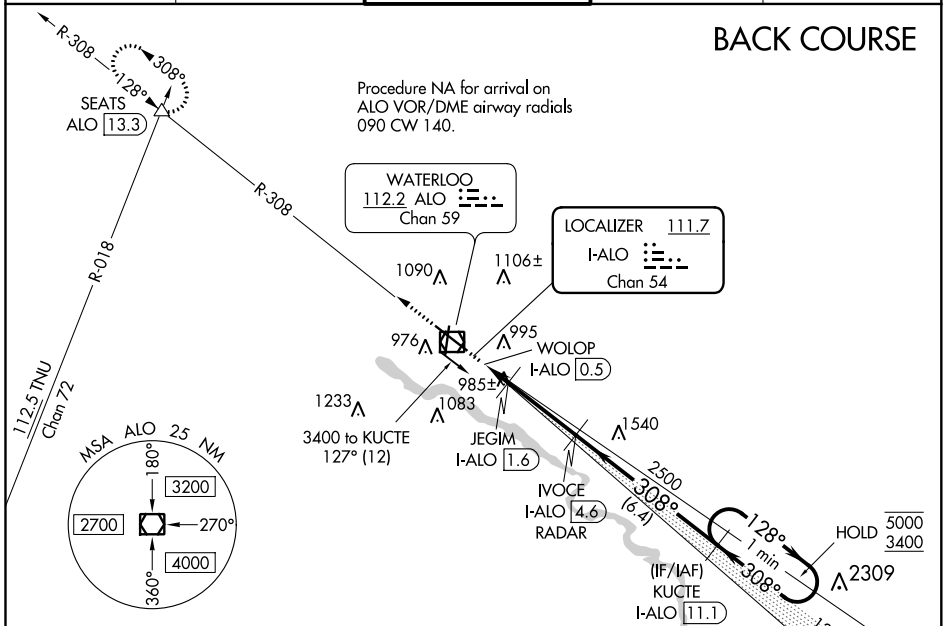 BACK COURSE
R-308
308°
128°
SEATS
ALO 13.3
Procedure NA for arrival on
ALO VOR/DME airway radials
090 CW 140.
R-308
WATERLOO
112.2 ALO
Chan 59
LOCALIZER 111.7
I-ALO
Chan 54
R-018
112.5 TNU
Chan 72
1090
1106±
976
995
WOLOP
I-ALO 0.5
985±
1233
1083
3400 to KUCTE
127° (12)
JEGIM
I-ALO 1.6
1540
IVOCE
I-ALO 4.6
RADAR
2500
308°
(6.4)
128°
1 min
308°
HOLD 5000
3400
2309
(IF/IAF)
KUCTE
I-ALO 11.1
MSA ALO 25 NM
180°
3200
2700
270°
4000
360°